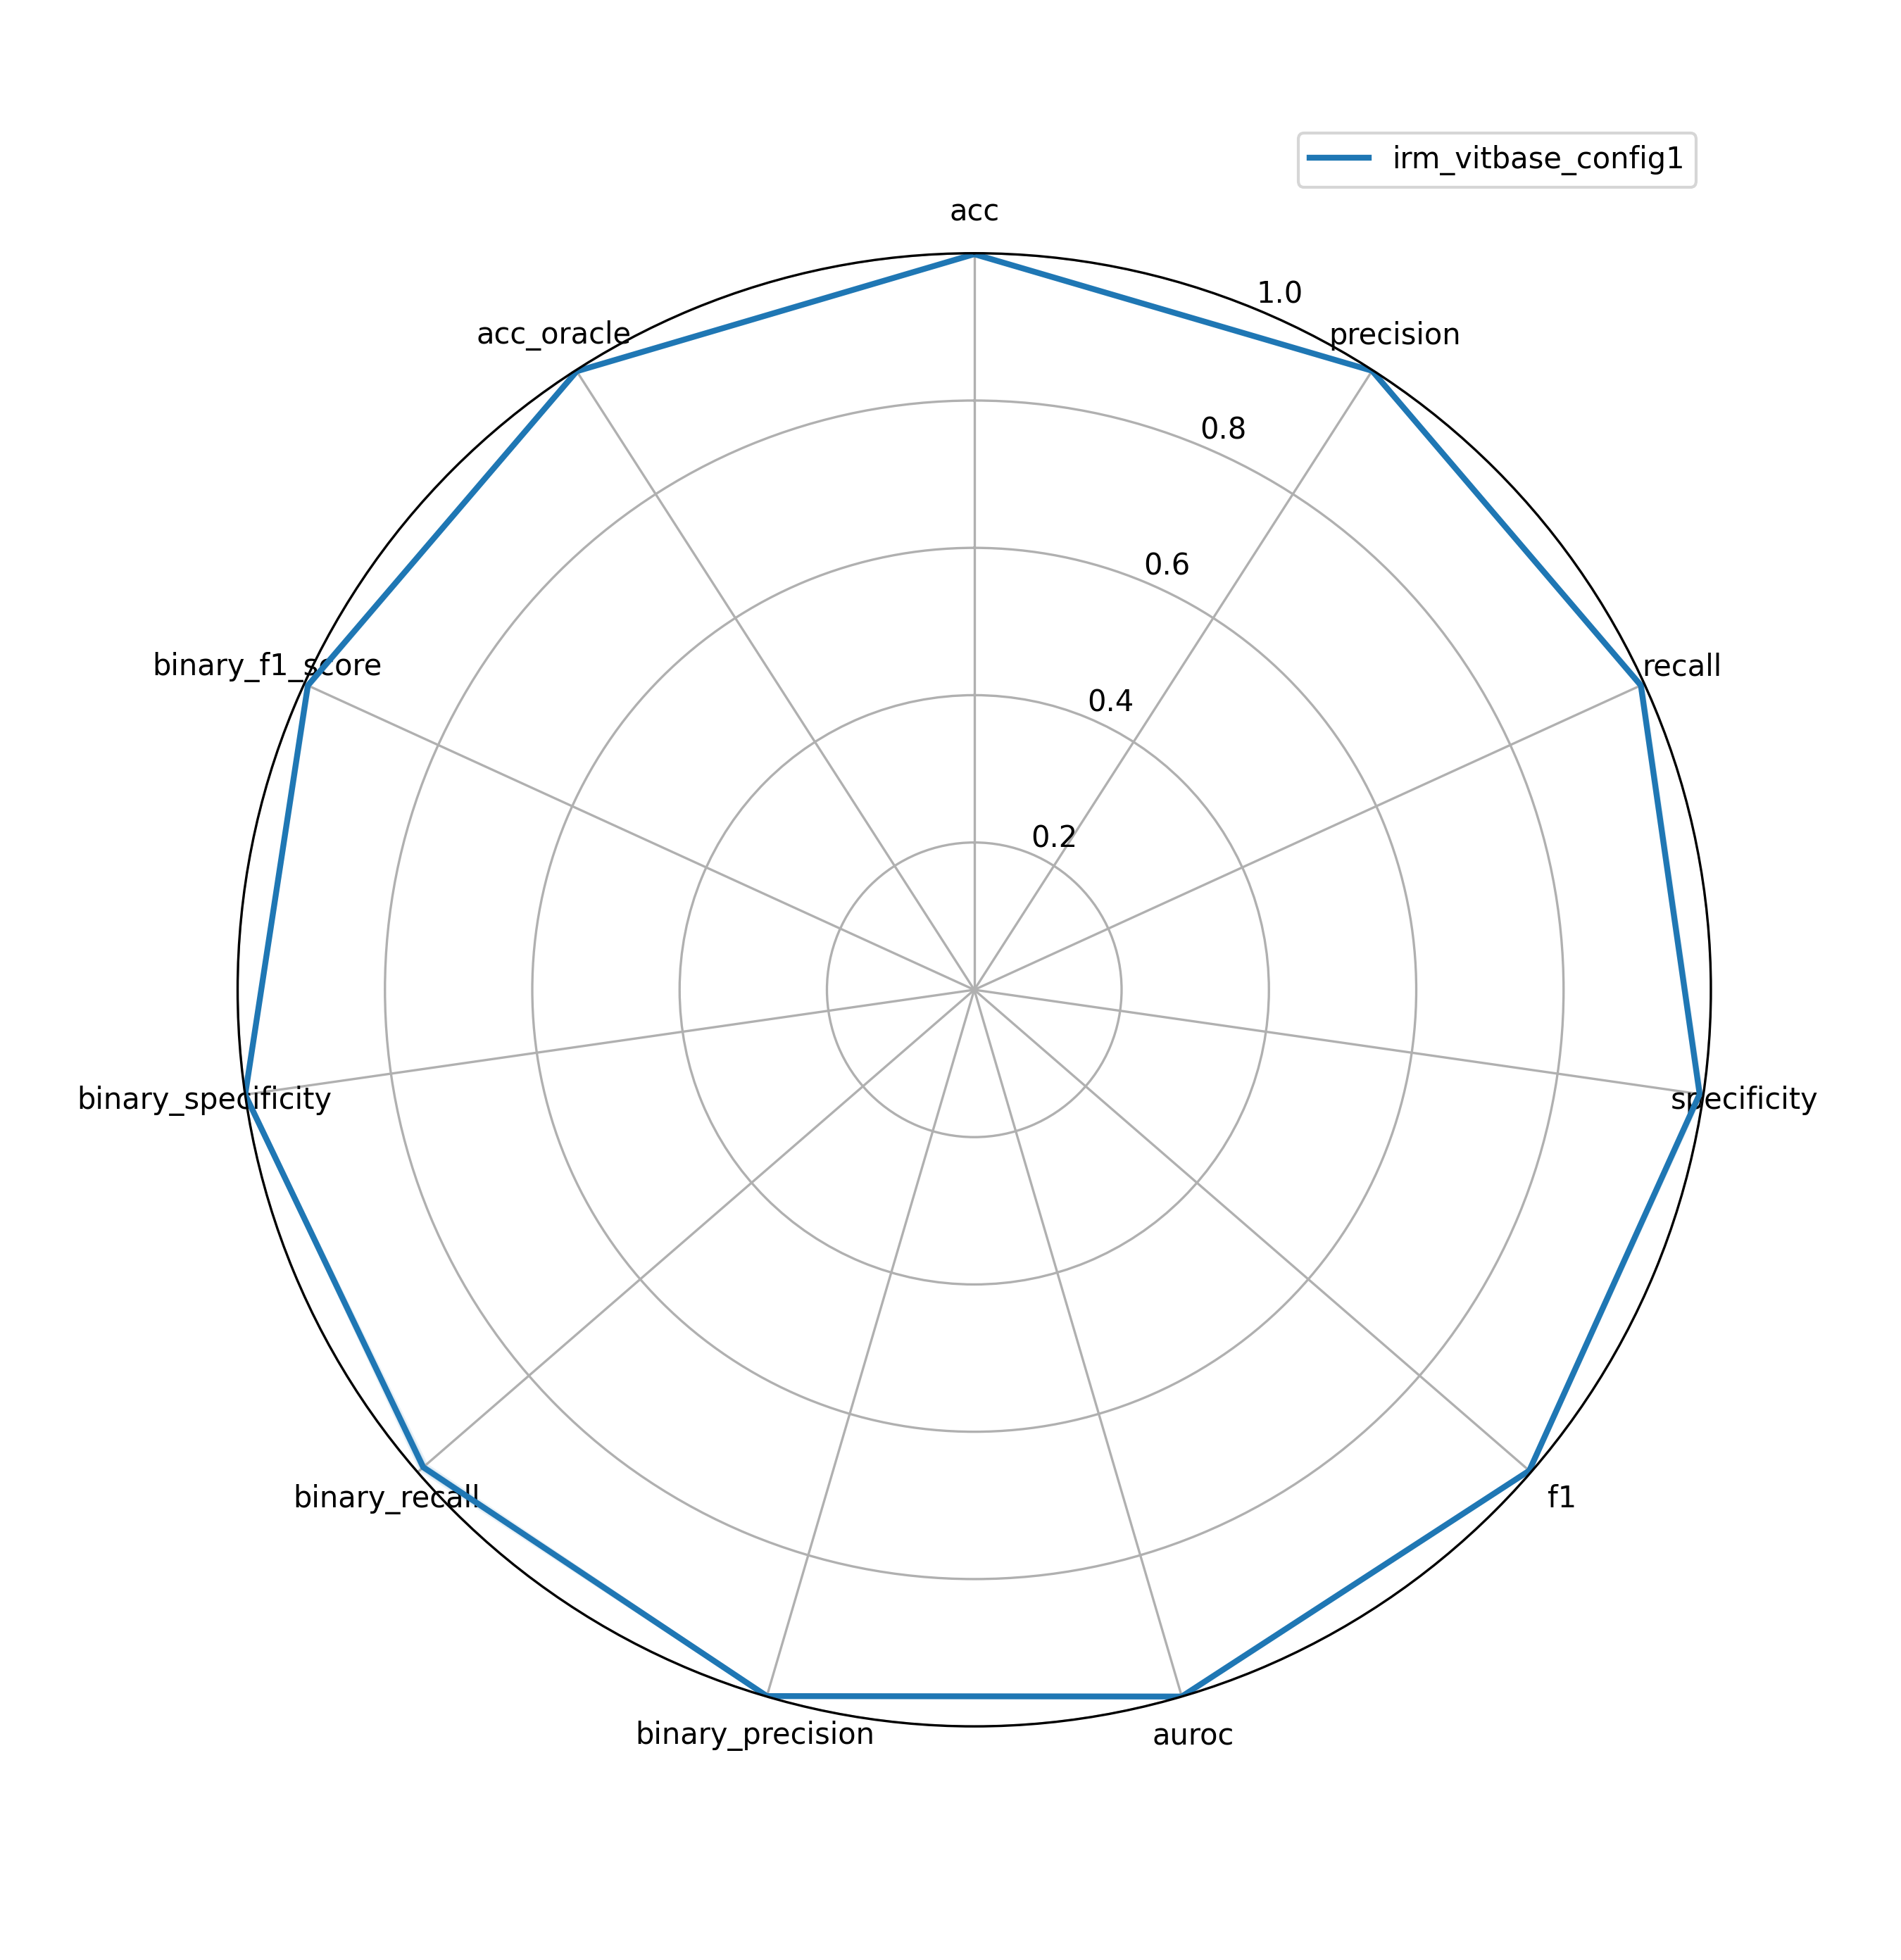 irm_vitbase_config1
acc
1.0
acc_oracle
precision
0.8
0.6
binary_f1_score
recall
0.4
0.2
binary_specificity
specificity
binary_recall
f1
binary_precision
auroc